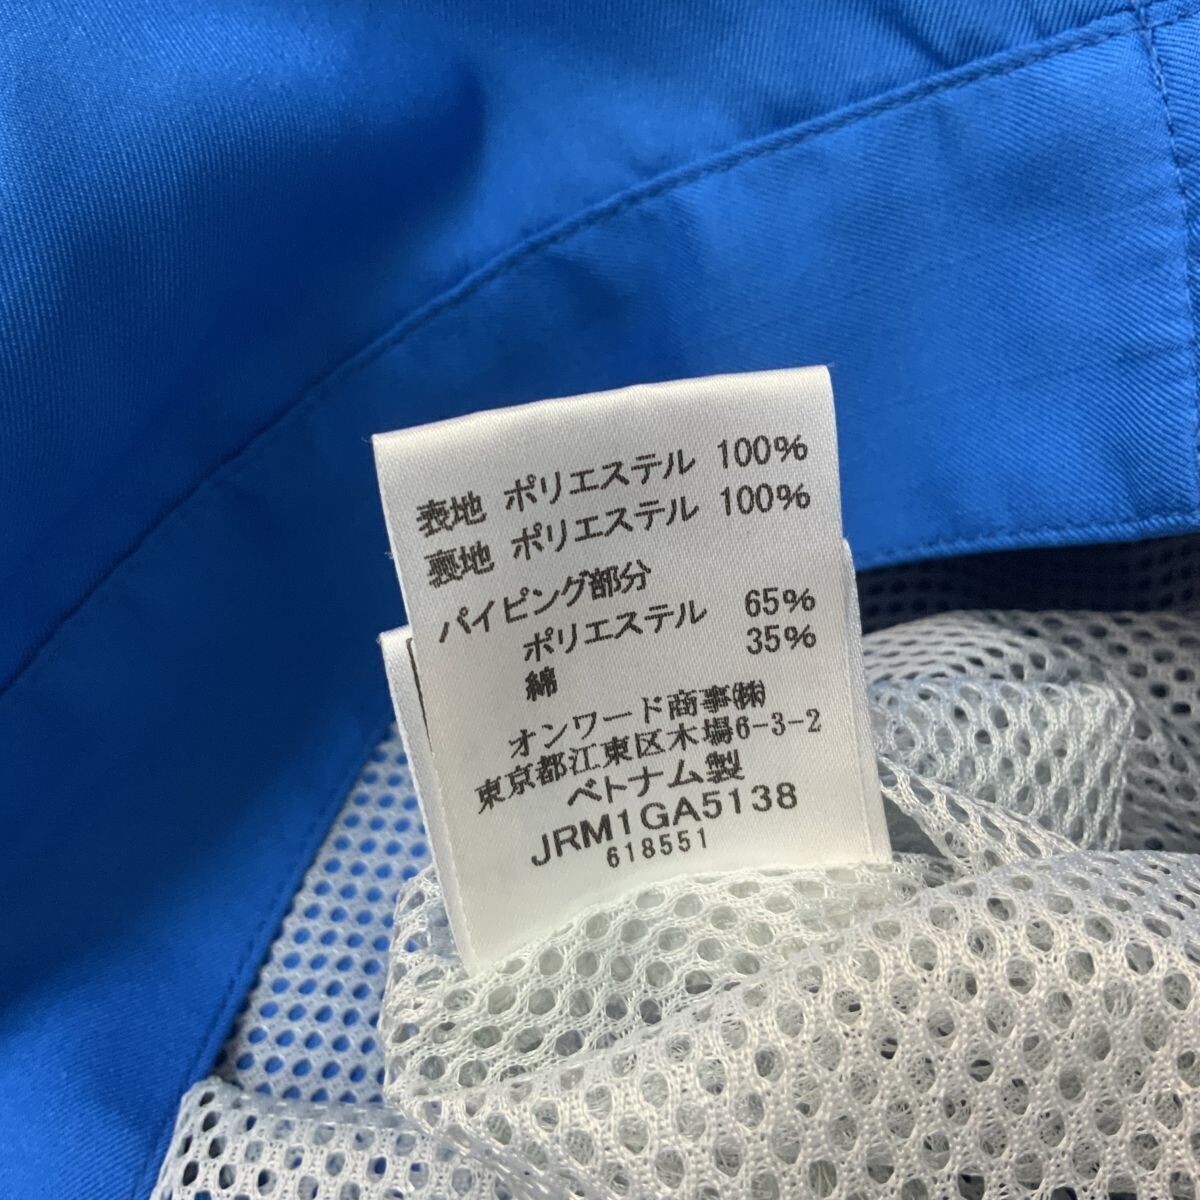 表地 ポリエステル 100%
裏地 ポリエステル 100%
パイピング部分
ポリエステル 65%
綿 35%
オンワード商事㈱
東京都江東区木場6-3-2
ベトナム製
JRM1GA5138
618551